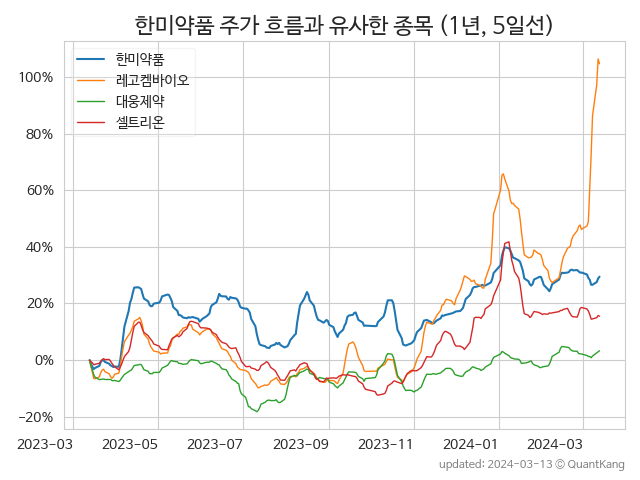 한미약품 주가 흐름과 유사한 종목 (1년, 5일선)
한미약품
레고켐바이오
대웅제약
셀트리온
100%
80%
60%
40%
20%
0%
−20%
2023-03 2023-05 2023-07 2023-09 2023-11 2024-01 2024-03
updated: 2024-03-13 © QuantKang